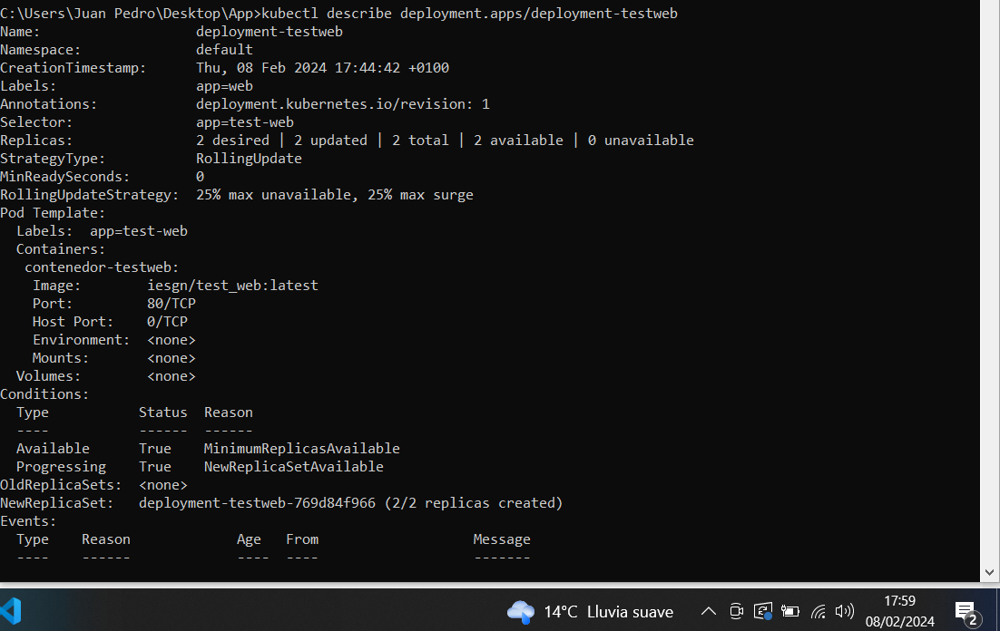 C:\Users\Juan Pedro\Desktop\App>kubectl describe deployment.apps/deployment-testweb
Name:                   deployment-testweb
Namespace:              default
CreationTimestamp:      Thu, 08 Feb 2024 17:44:42 +0100
Labels:                 app=web
Annotations:            deployment.kubernetes.io/revision: 1
Selector:               app=test-web
Replicas:               2 desired | 2 updated | 2 total | 2 available | 0 unavailable
StrategyType:           RollingUpdate
MinReadySeconds:        0
RollingUpdateStrategy:  25% max unavailable, 25% max surge
Pod Template:
  Labels:  app=test-web
  Containers:
   contenedor-testweb:
    Image:        iesgn/test_web:latest
    Port:         80/TCP
    Host Port:    0/TCP
    Environment:  <none>
    Mounts:       <none>
  Volumes:        <none>
Conditions:
  Type           Status  Reason
  ----           ------  ------
  Available      True    MinimumReplicasAvailable
  Progressing    True    NewReplicaSetAvailable
OldReplicaSets:  <none>
NewReplicaSet:   deployment-testweb-769d84f966 (2/2 replicas created)
Events:
  Type    Reason             Age   From                   Message
  ----    ------             ----  ----                   -------
14°C Lluvia suave
17:59
08/02/2024
2